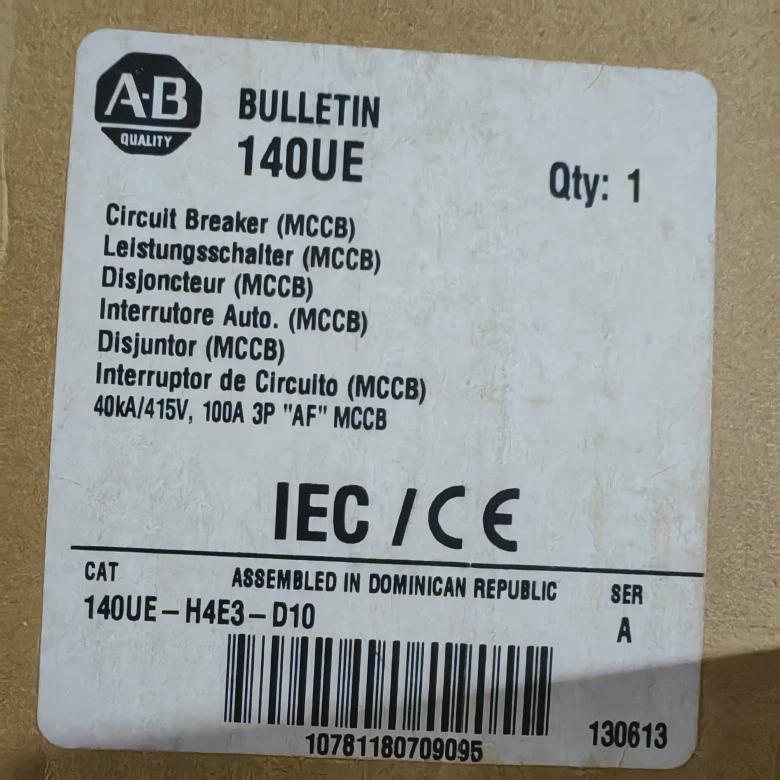 A-B
QUALITY
BULLETIN
140UE
Qty: 1
Circuit Breaker (MCCB)
Leistungsschalter (MCCB)
Disjoncteur (MCCB)
Interrutore Auto. (MCCB)
Disjuntor (MCCB)
Interruptor de Circuito (MCCB)
40kA/415V, 100A 3P "AF" MCCB
IEC / CE
CAT
ASSEMBLED IN DOMINICAN REPUBLIC
SER
140UE-H4E3-D10
A
10781180709095
130613